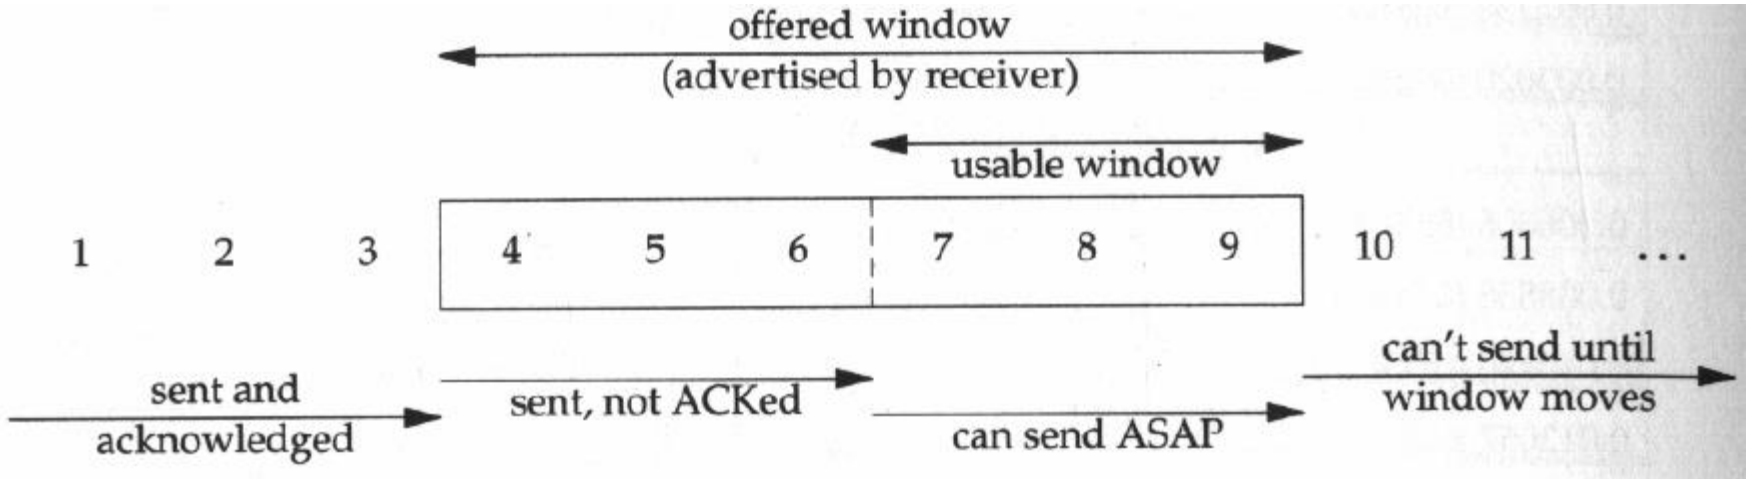 offered window
(advertised by receiver)
usable window
1 2 3 4 5 6 7 8 9 10 11 ...
can't send until
window moves
sent and
acknowledged
sent, not ACKed
can send ASAP